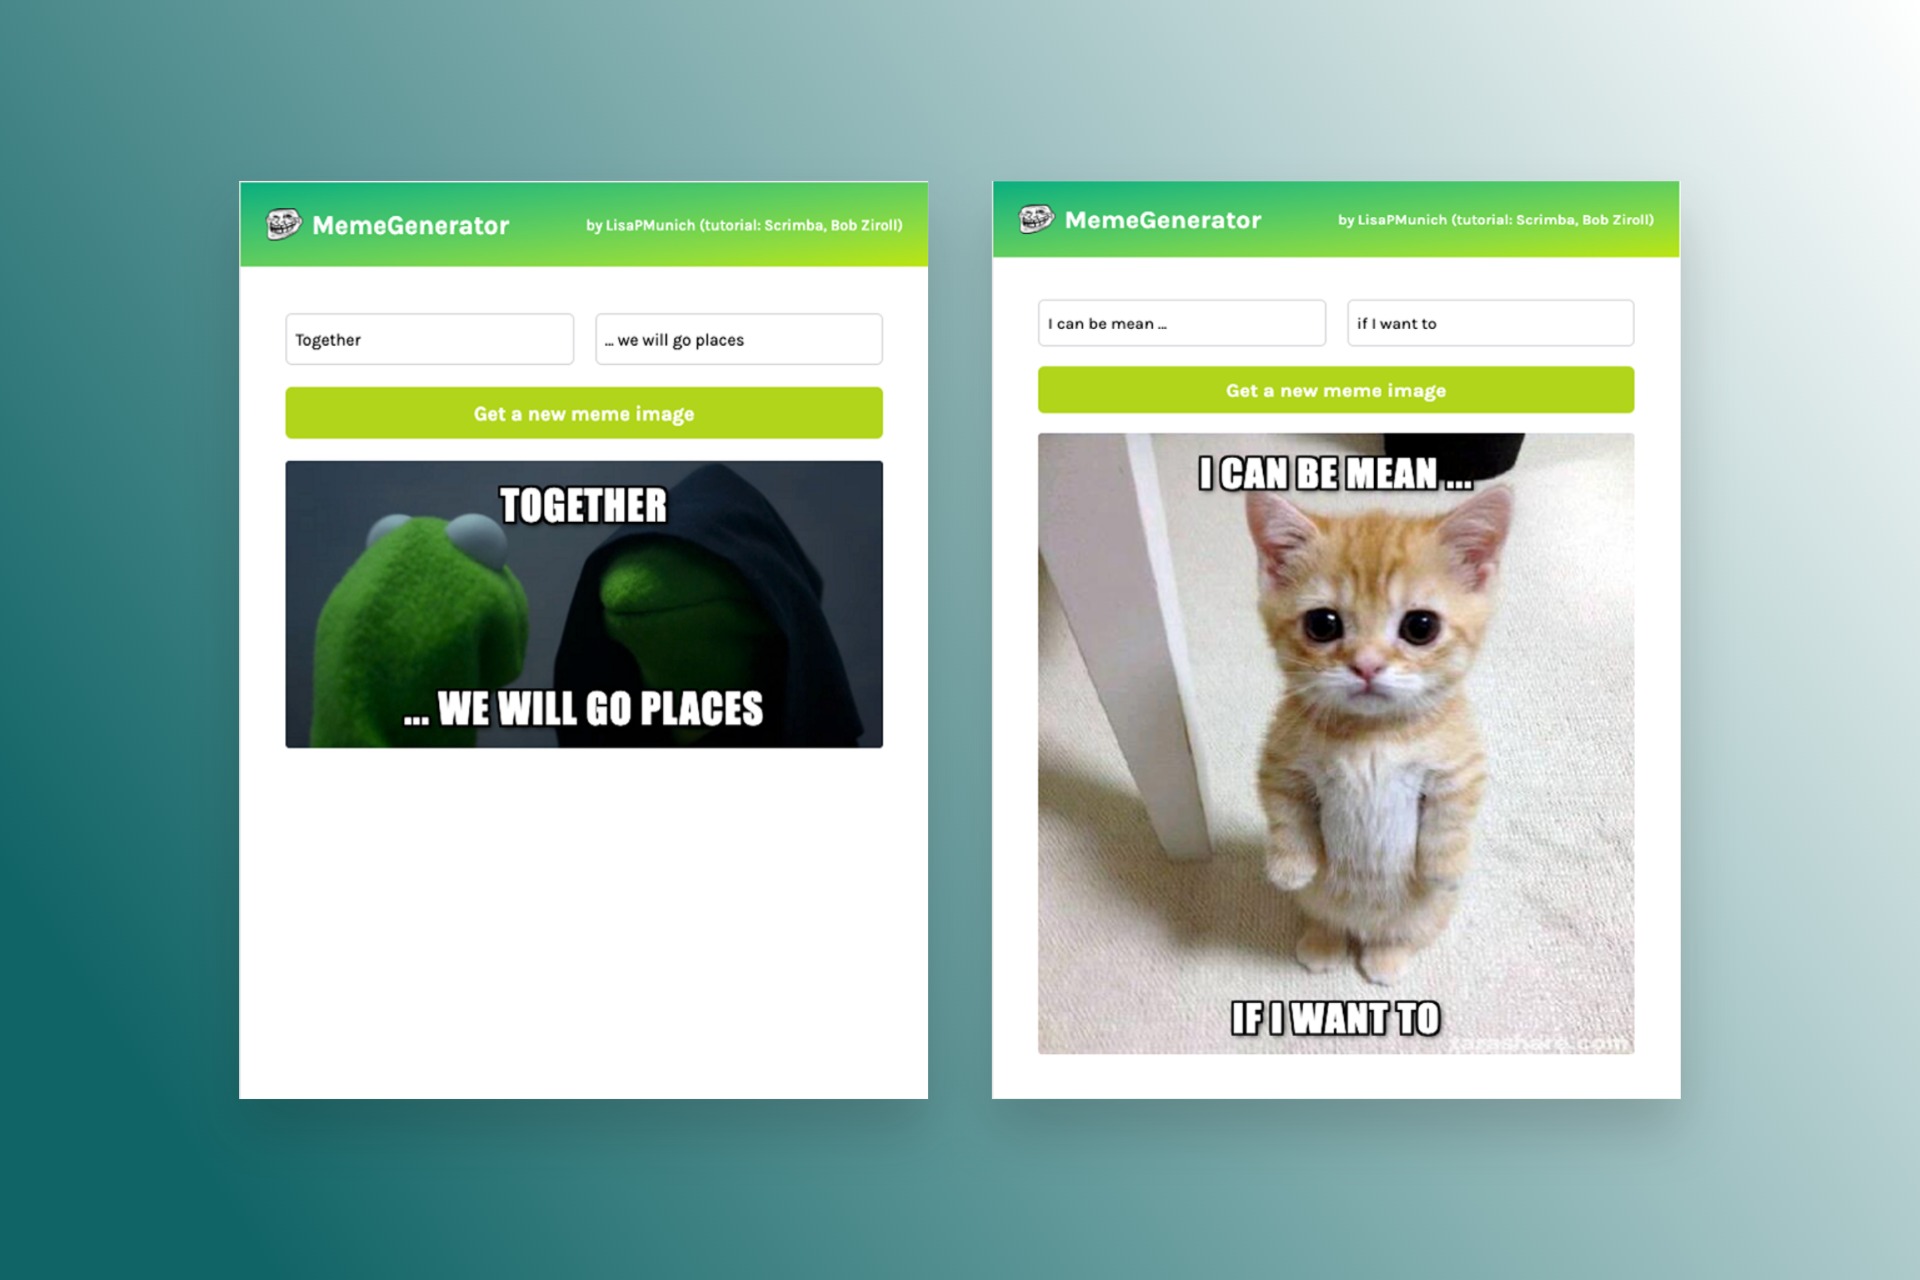 MemeGenerator
by LisaPMunich (tutorial: Scrimba, Bob Ziroll)
Together
... we will go places
Get a new meme image
TOGETHER
... WE WILL GO PLACES
MemeGenerator
by LisaPMunich (tutorial: Scrimba, Bob Ziroll)
I can be mean ...
if I want to
Get a new meme image
I CAN BE MEAN ...
IF I WANT TO